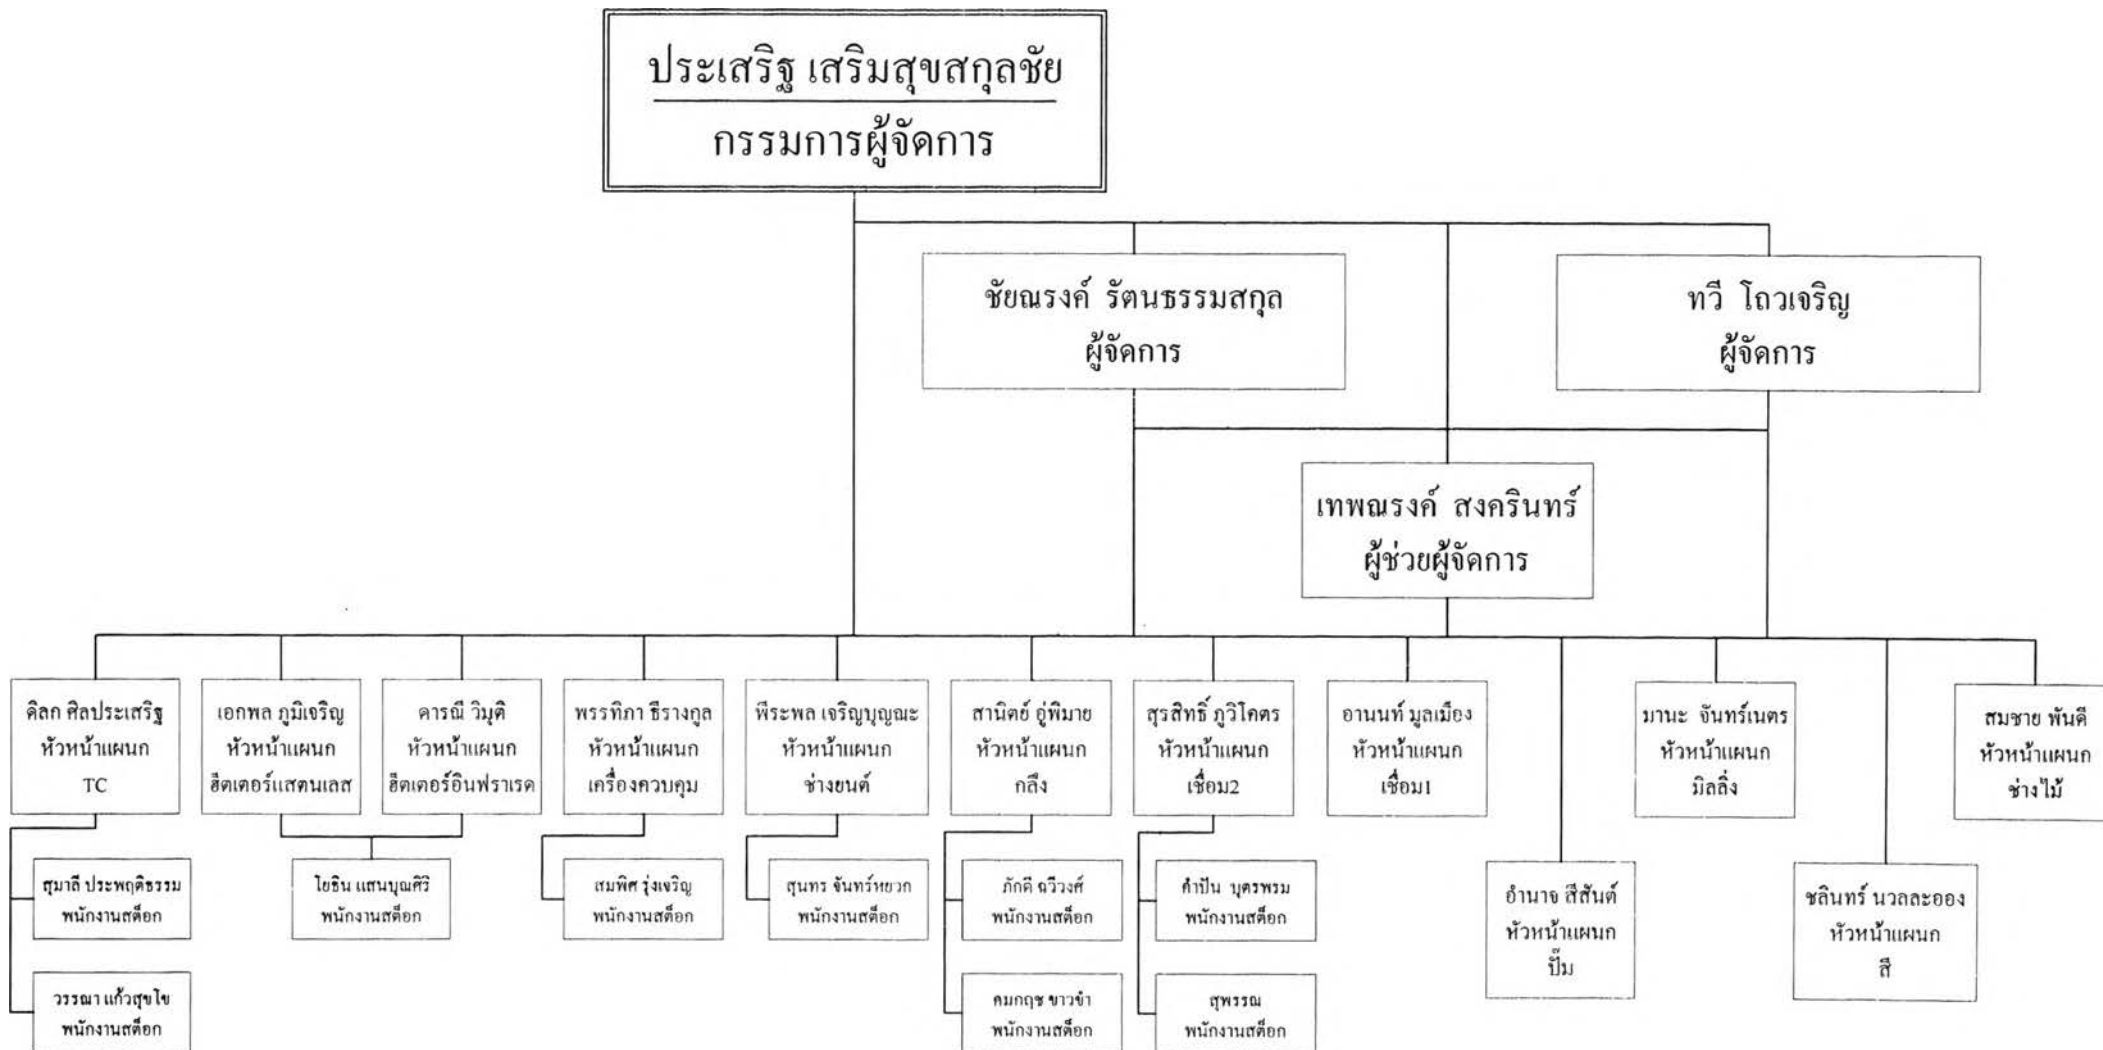 ประเสริฐ เสริมสุขสกุลชัย
กรรมการผู้จัดการ
ชัยณรงค์ รัตนธรรมสกุล
ผู้จัดการ
ทวี โถวเจริญ
ผู้จัดการ
เทพณรงค์ สงครินทร์
ผู้ช่วยผู้จัดการ
ดิลก ศิลประเสริฐ
หัวหน้าแผนก
TC
เอกพล ภูมิเจริญ
หัวหน้าแผนก
ฮีตเตอร์แสตนเลส
ดารณี วิมุติ
หัวหน้าแผนก
ฮีตเตอร์อินฟราเรด
พรรทิภา ธีรางกูล
หัวหน้าแผนก
เครื่องควบคุม
พีระพล เจริญบุญณะ
หัวหน้าแผนก
ช่างยนต์
สานิตย์ อู่พิมาย
หัวหน้าแผนก
กลึง
สุรสิทธิ์ ภูวิโคตร
หัวหน้าแผนก
เชื่อม2
อานนท์ มูลเมือง
หัวหน้าแผนก
เชื่อม1
มานะ จันทร์เนตร
หัวหน้าแผนก
มิลลิ่ง
สมชาย พันดี
หัวหน้าแผนก
ช่างไม้
สุมาลี ประพฤติธรรม
พนักงานสต็อก
โยธิน แสนบุณศิริ
พนักงานสต็อก
สมพิศ รุ่งเจริญ
พนักงานสต็อก
สุนทร จันทร์หยวก
พนักงานสต็อก
ภักดี ฉวีวงศ์
พนักงานสต็อก
คำปัน บุตรพรม
พนักงานสต็อก
อำนาจ สีสันต์
หัวหน้าแผนก
ปั๊ม
ชลินทร์ นวลละออง
หัวหน้าแผนก
สี
วรรณา แก้วสุขโข
พนักงานสต็อก
คมกฤช ขาวขำ
พนักงานสต็อก
สุพรรณ
พนักงานสต็อก